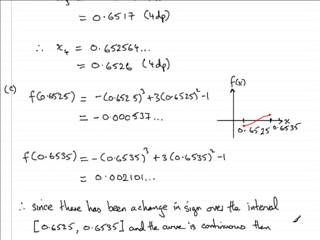 = 0.6517 (4dp)
∴ x₄ = 0.652564...
= 0.6526 (4dp)
(c) f(0.6525) = -(0.6525)³+3(0.6525)²-1
= -0.000537...
f(x)
x
0.6525 0.6535
f(0.6535) = -(0.6535)³+3(0.6535)²-1
= 0.002101...
∴ since there has been a change in sign over the interval
[0.6525, 0.6535] and the curve is continuous then